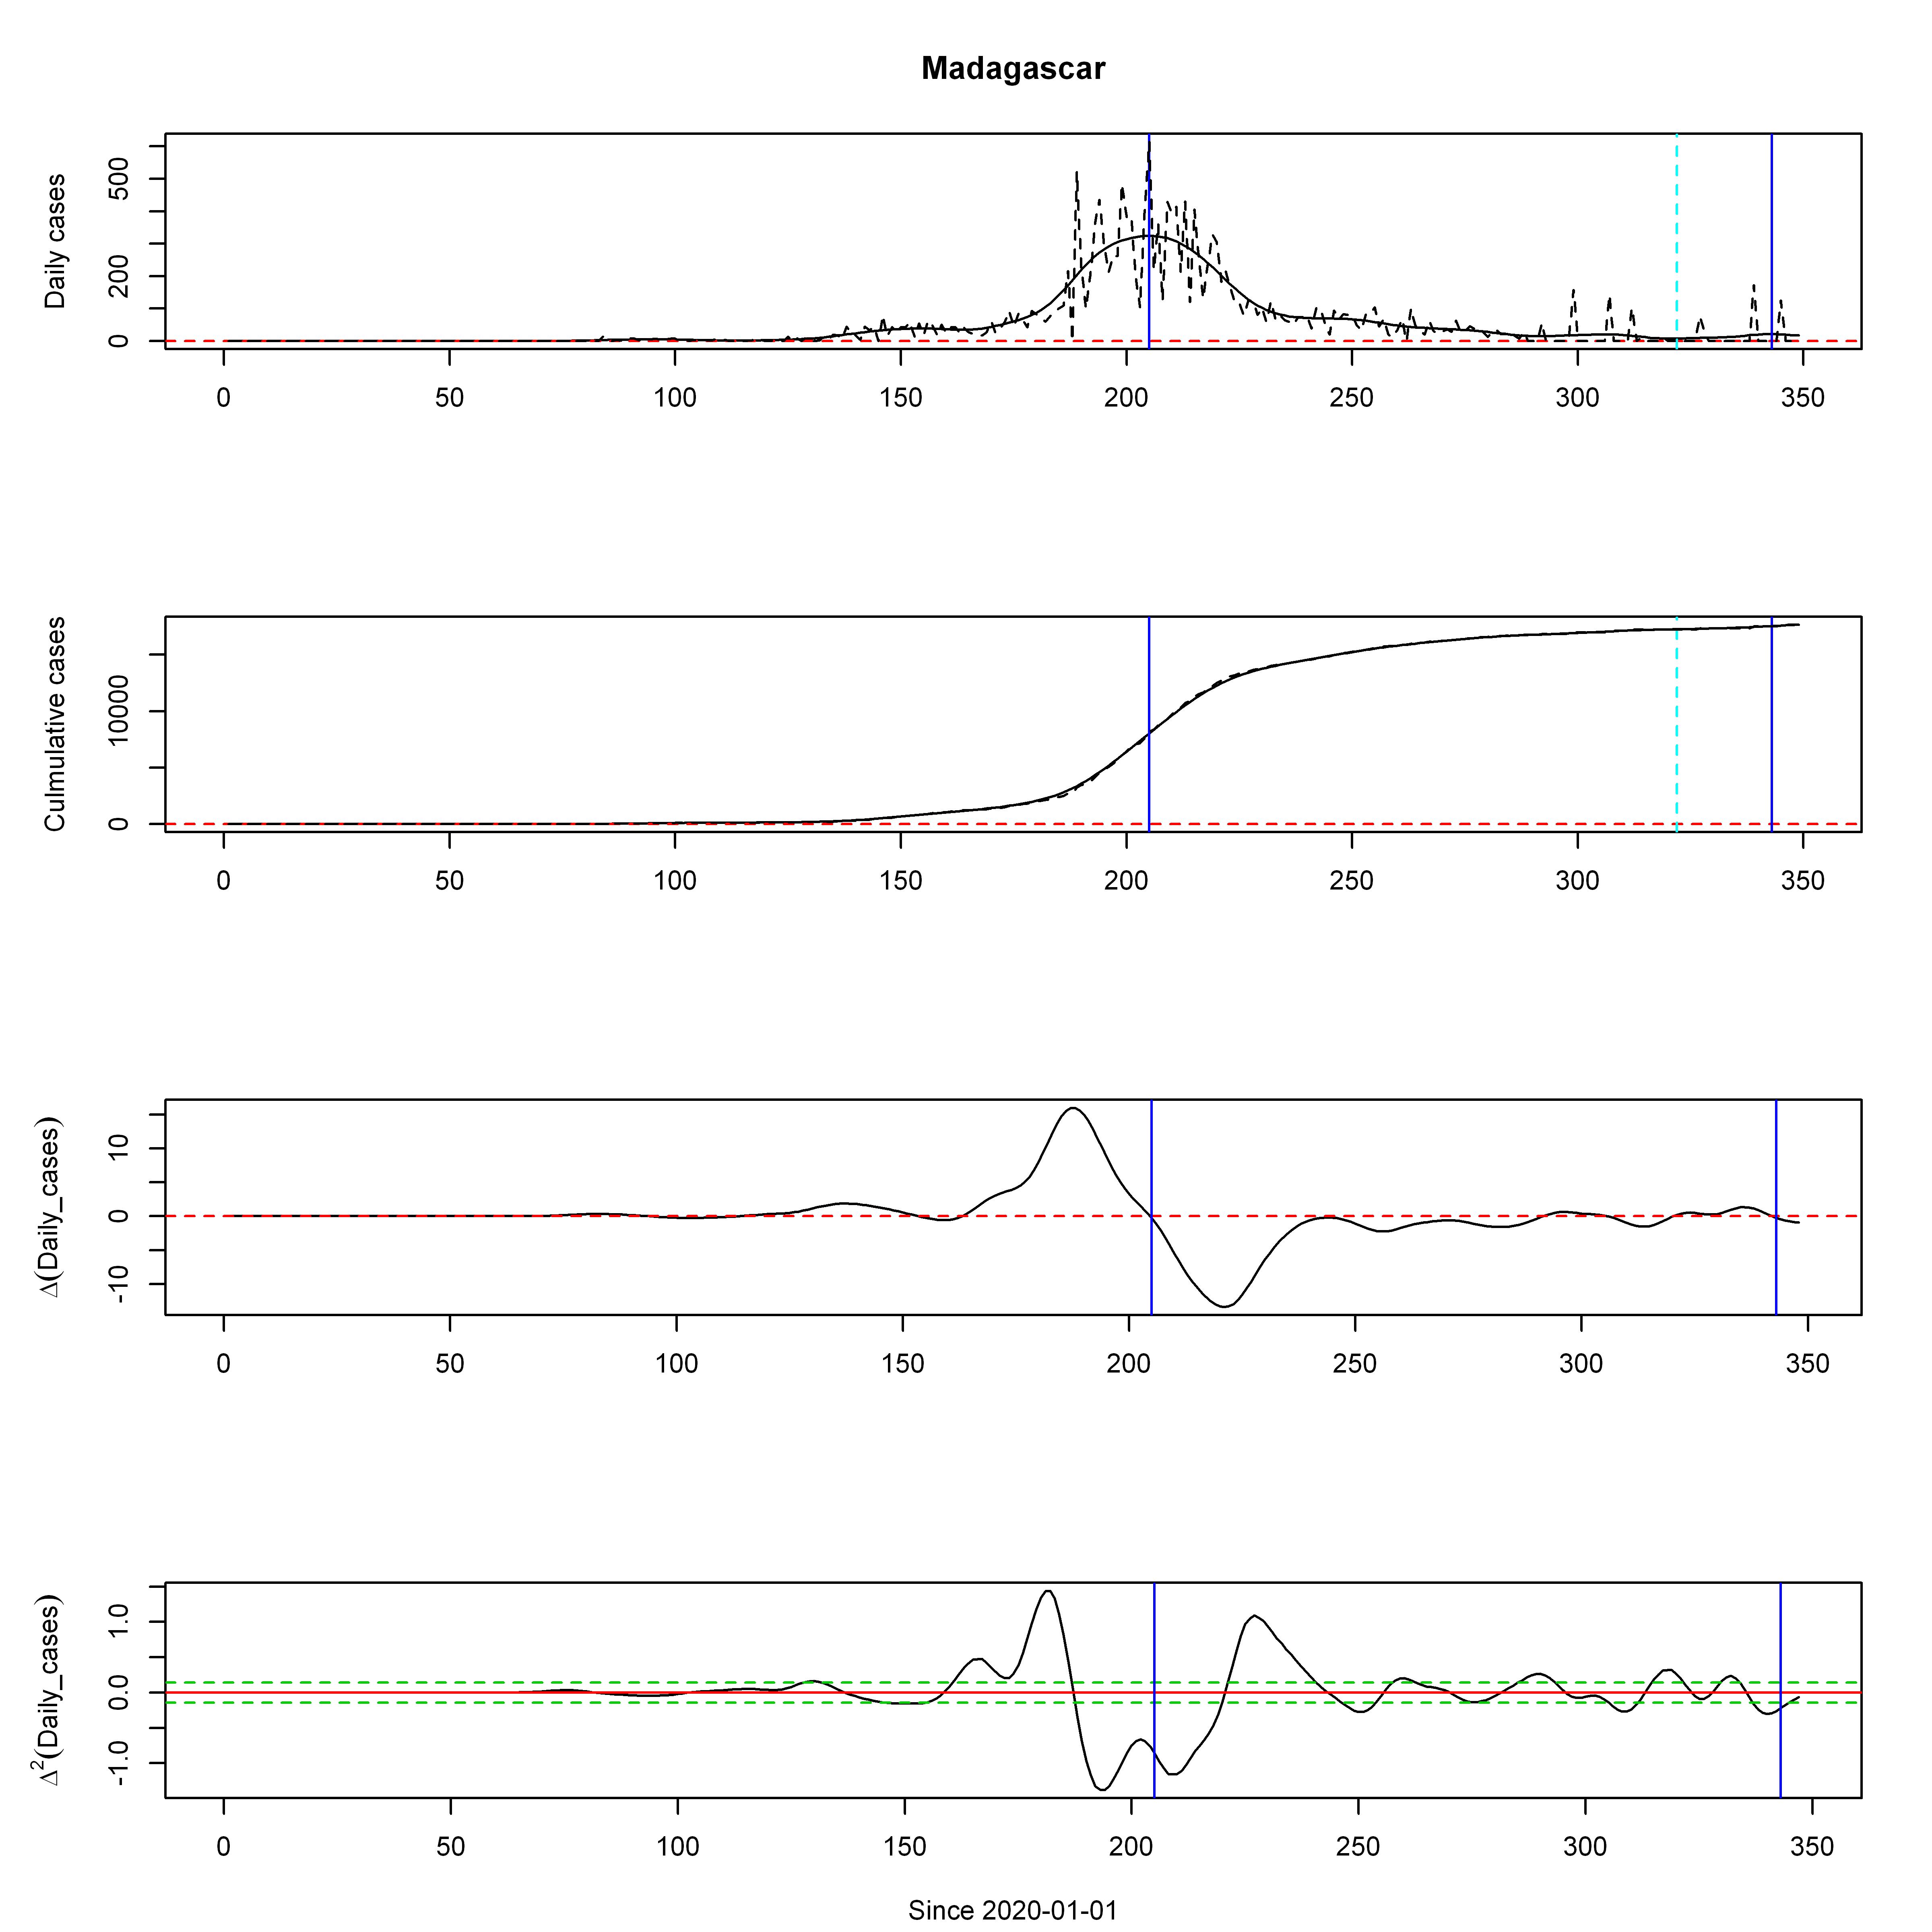 Madagascar
Daily cases
0 200 500
0 50 100 150 200 250 300 350
Culmulative cases
0 10000
0 50 100 150 200 250 300 350
Δ(Daily_cases)
-10 0 10
0 50 100 150 200 250 300 350
Δ²(Daily_cases)
-1.0 0.0 1.0
0 50 100 150 200 250 300 350
Since 2020-01-01